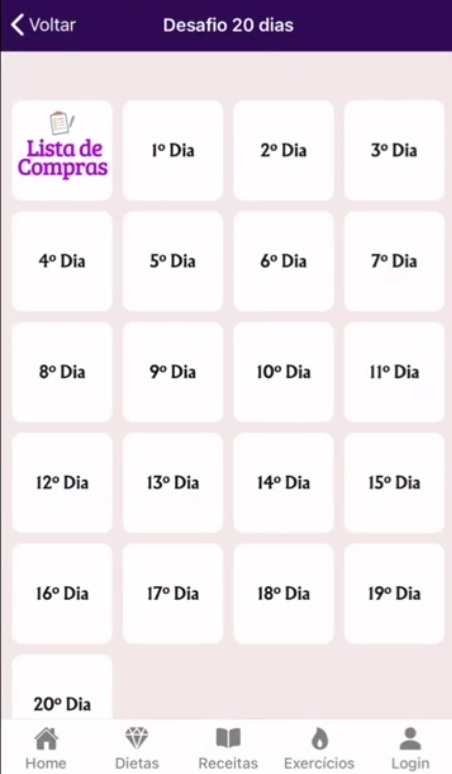 Voltar
Desafio 20 dias
Lista de
Compras
1º Dia
2º Dia
3º Dia
4º Dia
5º Dia
6º Dia
7º Dia
8º Dia
9º Dia
10º Dia
11º Dia
12º Dia
13º Dia
14º Dia
15º Dia
16º Dia
17º Dia
18º Dia
19º Dia
20º Dia
Home
Dietas
Receitas
Exercícios
Login